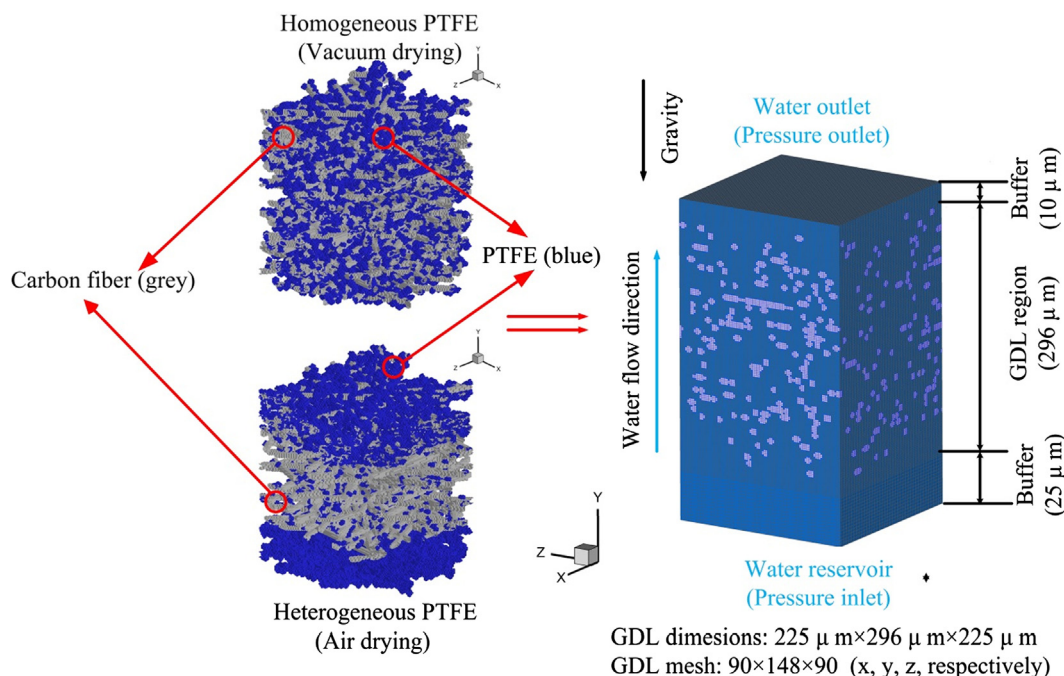 Homogeneous PTFE
(Vacuum drying)
Y
Z
X
Carbon fiber (grey)
PTFE (blue)
Y
Z
X
Heterogeneous PTFE
(Air drying)
Y
Z
X
Gravity
Water flow direction
Water outlet
(Pressure outlet)
Buffer
(10 μ m)
GDL region
(296 μ m)
Buffer
(25 μ m)
Water reservoir
(Pressure inlet)
GDL dimesions: 225 μ m×296 μ m×225 μ m
GDL mesh: 90×148×90 (x, y, z, respectively)